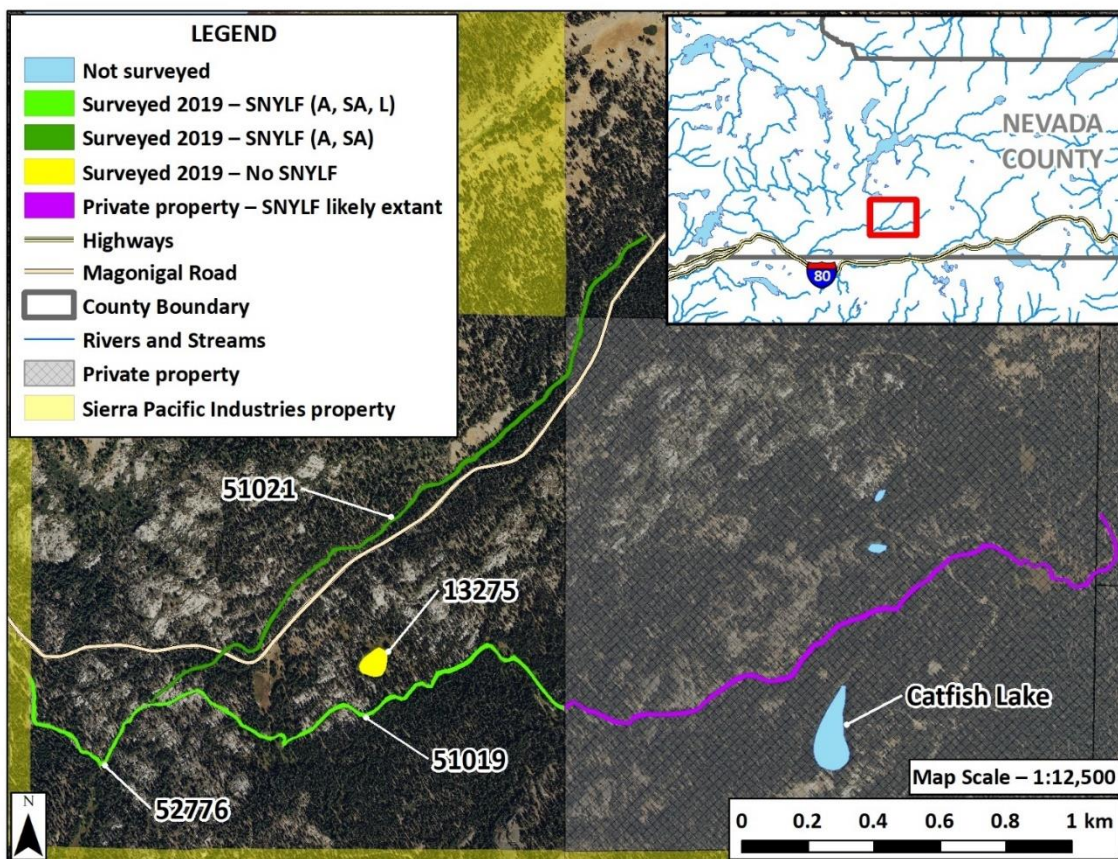 LEGEND
Not surveyed
Surveyed 2019 – SNYLF (A, SA, L)
Surveyed 2019 – SNYLF (A, SA)
Surveyed 2019 – No SNYLF
Private property – SNYLF likely extant
Highways
Magonigal Road
County Boundary
Rivers and Streams
Private property
Sierra Pacific Industries property
NEVADA
COUNTY
80
51021
13275
51019
52776
Catfish Lake
Map Scale – 1:12,500
N
0 0.2 0.4 0.6 0.8 1 km